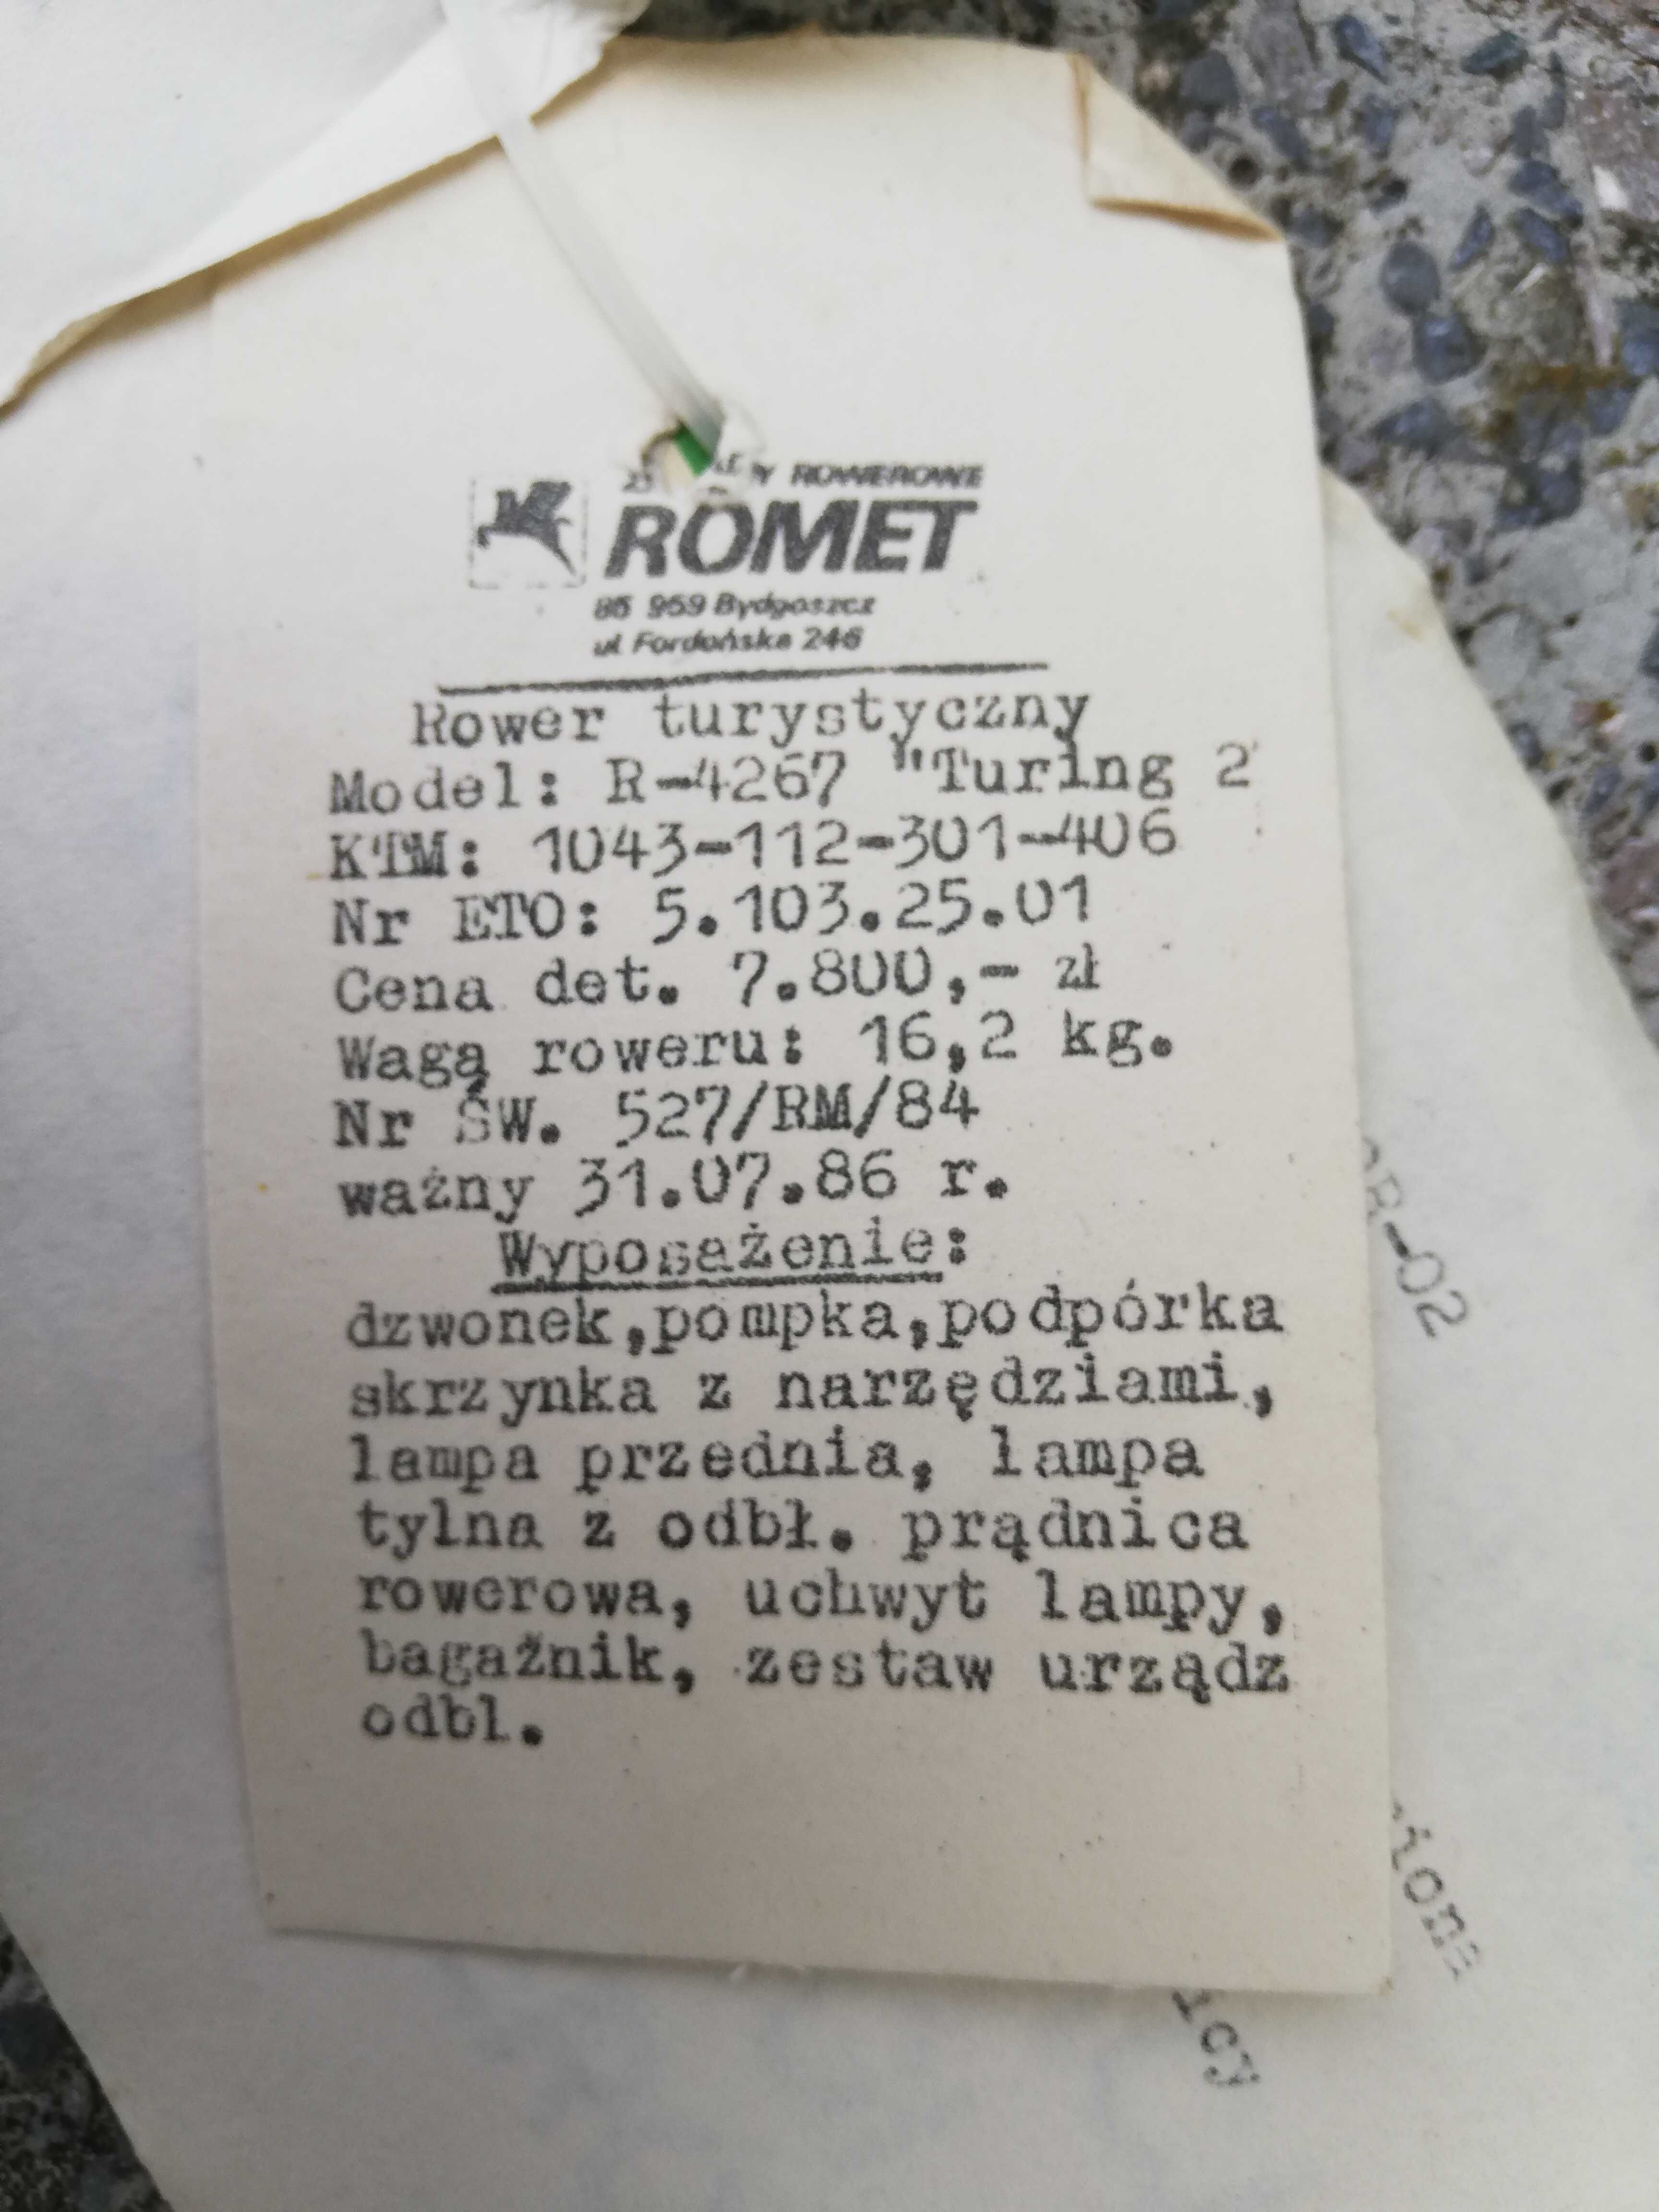 ROWEROWE
ROMET
85 959 Bydgoszcz
ul Fordońska 246
Rower turystyczny
Model: R-4267 "Turing 2
KTM: 1043-112-301-406
Nr ETO: 5.103.25.01
Cena det. 7.800,- zł
Wagą roweru: 16,2 kg.
Nr ŚW. 527/RM/84
ważny 31.07.86 r.
Wyposażenie:
dzwonek,pompka,podpórka
skrzynka z narzędziami,
lampa przednia, lampa
tylna z odbł. prądnica
rowerowa, uchwyt lampy,
bagażnik, zestaw urządz
odbl.